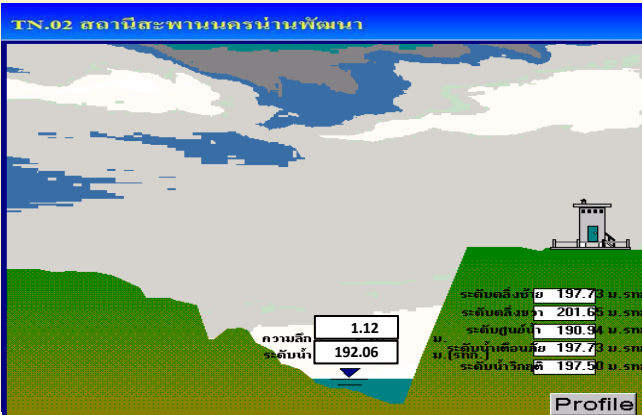 TN.02 สถานีสะพานนครน่านพัฒนา
ระดับตลิ่งซ้าย 197.73 ม.รทก
ระดับตลิ่งขวา 201.65 ม.รทก
ระดับศูนย์น้ำ 190.94 ม.รทก
ระดับน้ำเตือนภัย 197.73 ม.รทก
ระดับน้ำวิกฤติ 197.50 ม.รทก
ความลึก 1.12 ม.
ระดับน้ำ 192.06 ม.(รทก.)
Profile